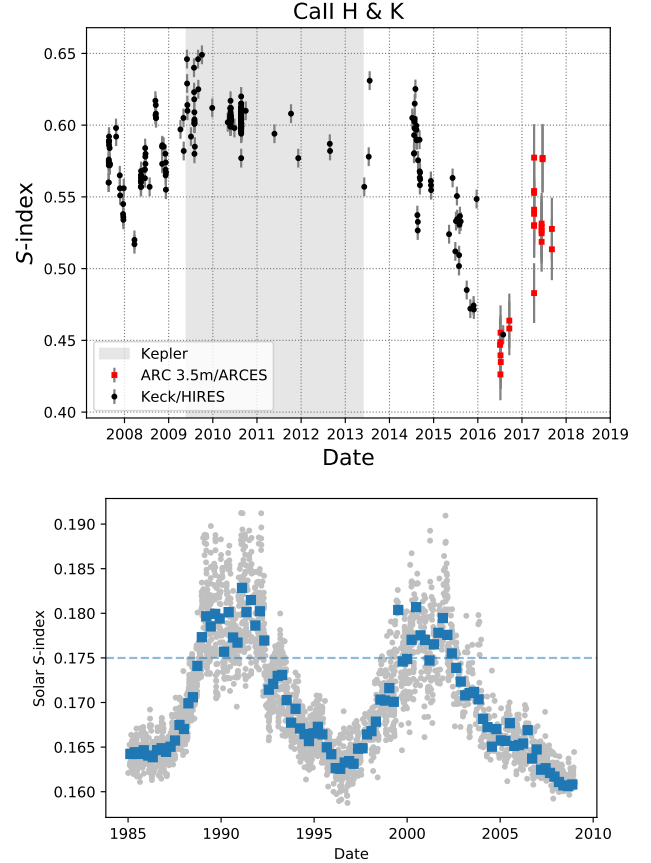 CaII H & K
0.65
0.60
0.55
0.50
0.45
0.40
S-index
Kepler
ARC 3.5m/ARCES
Keck/HIRES
2008 2009 2010 2011 2012 2013 2014 2015 2016 2017 2018 2019
Date
0.190
0.185
0.180
0.175
0.170
0.165
0.160
Solar S-index
1985 1990 1995 2000 2005 2010
Date